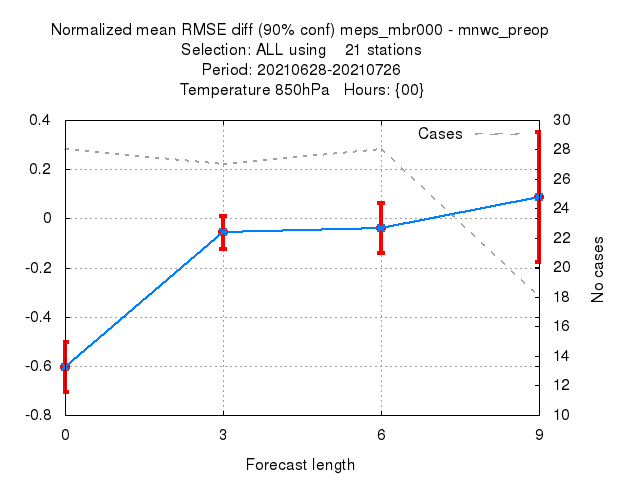 Normalized mean RMSE diff (90% conf) meps_mbr000 - mnwc_preop
Selection: ALL using    21 stations
Period: 20210628-20210726
Temperature 850hPa   Hours: {00}
Cases
0.4
0.2
0
-0.2
-0.4
-0.6
-0.8
30
28
26
24
22
20
18
16
14
12
10
No cases
0 3 6 9
Forecast length